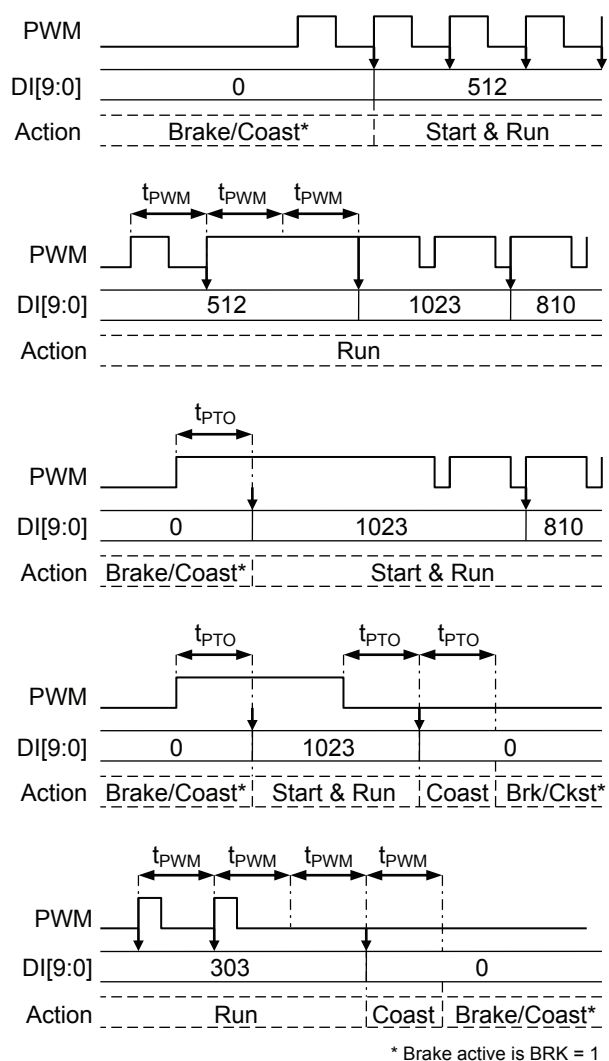 PWM
DI[9:0] 0 512
Action Brake/Coast* Start & Run
tPWM tPWM tPWM
PWM
DI[9:0] 512 1023 810
Action Run
tPTO
PWM
DI[9:0] 0 1023 810
Action Brake/Coast* Start & Run
tPTO tPTO tPTO
PWM
DI[9:0] 0 1023 0
Action Brake/Coast* Start & Run Coast Brk/Ckst*
tPWM tPWM tPWM tPWM
PWM
DI[9:0] 303 0
Action Run Coast Brake/Coast*
* Brake active is BRK = 1